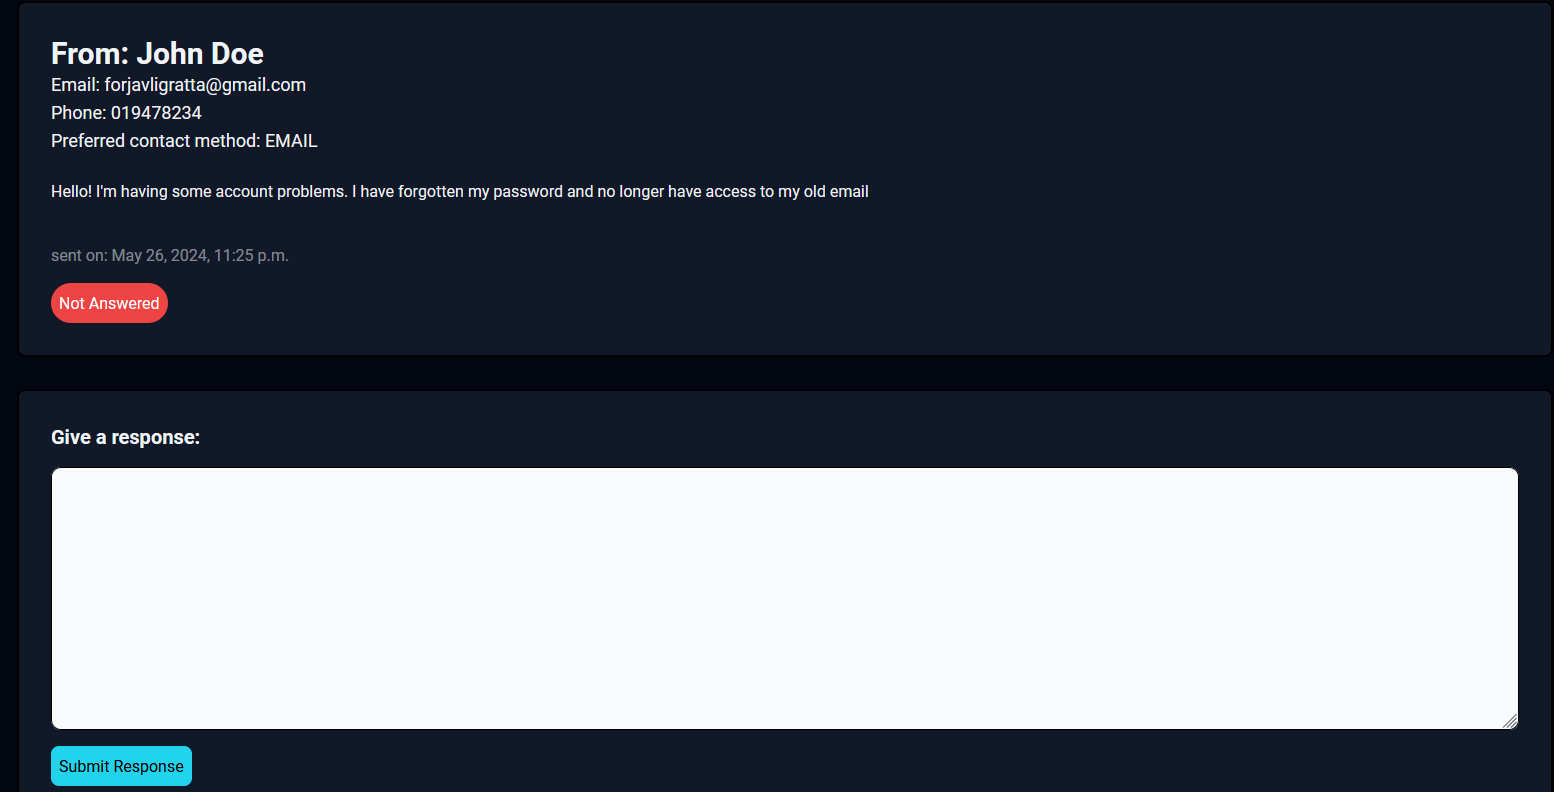 From: John Doe
Email: forjavligratta@gmail.com
Phone: 019478234
Preferred contact method: EMAIL
Hello! I'm having some account problems. I have forgotten my password and no longer have access to my old email
sent on: May 26, 2024, 11:25 p.m.
Not Answered
Give a response:
Submit Response